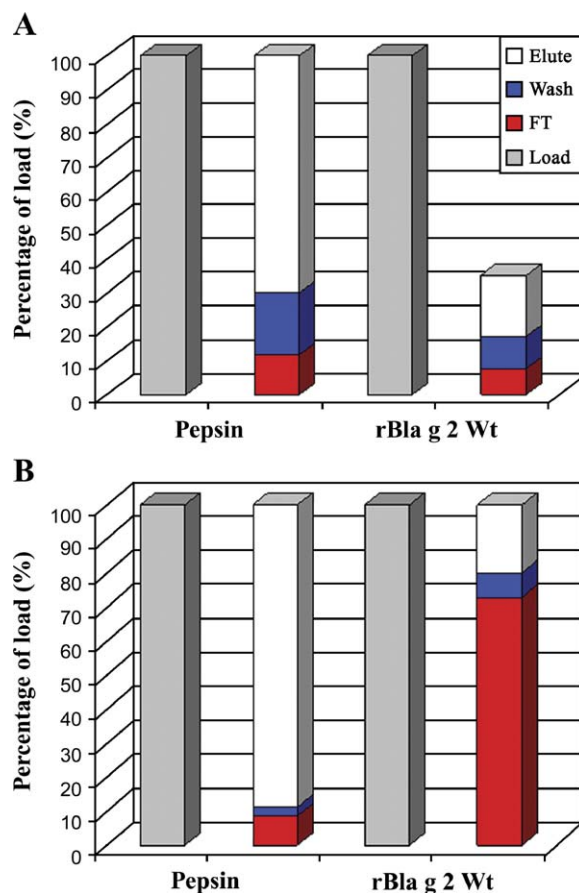 A
Percentage of load (%)
100
90
80
70
60
50
40
30
20
10
0
Elute
Wash
FT
Load
Pepsin
rBla g 2 Wt
B
Percentage of load (%)
100
90
80
70
60
50
40
30
20
10
0
Pepsin
rBla g 2 Wt